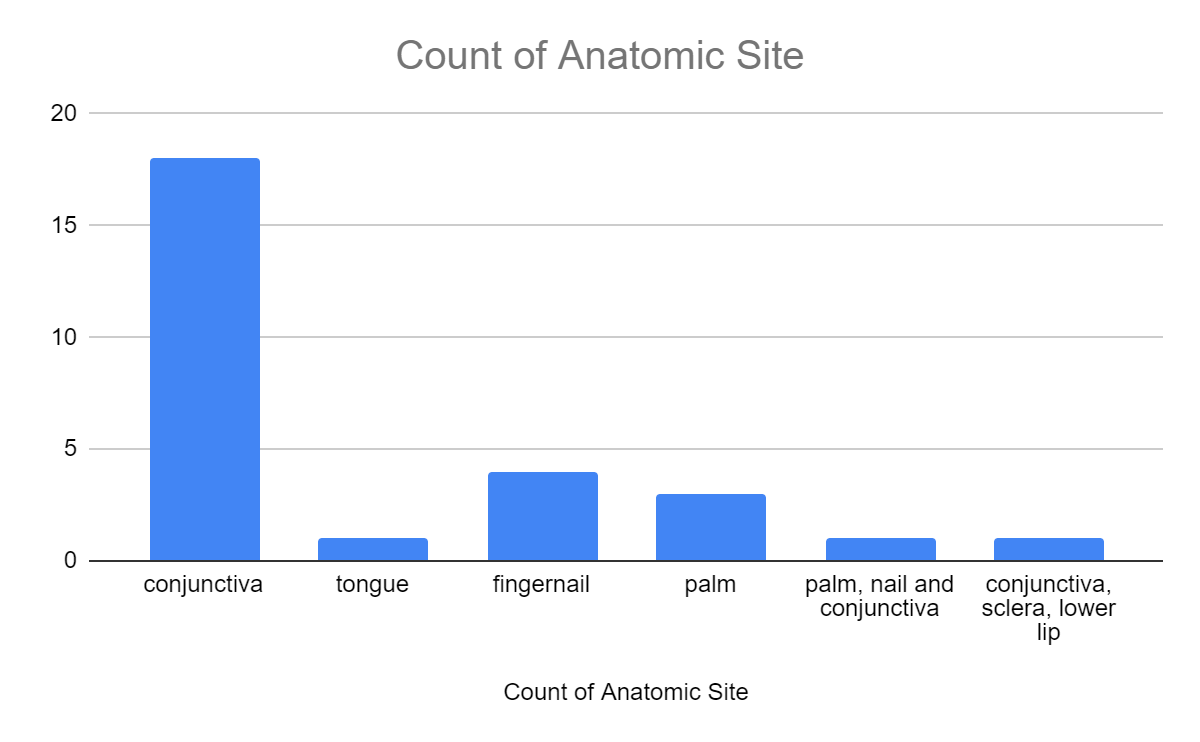 Count of Anatomic Site
20
15
10
5
0
conjunctiva
tongue
fingernail
palm
palm, nail and
conjunctiva
conjunctiva,
sclera, lower
lip
Count of Anatomic Site